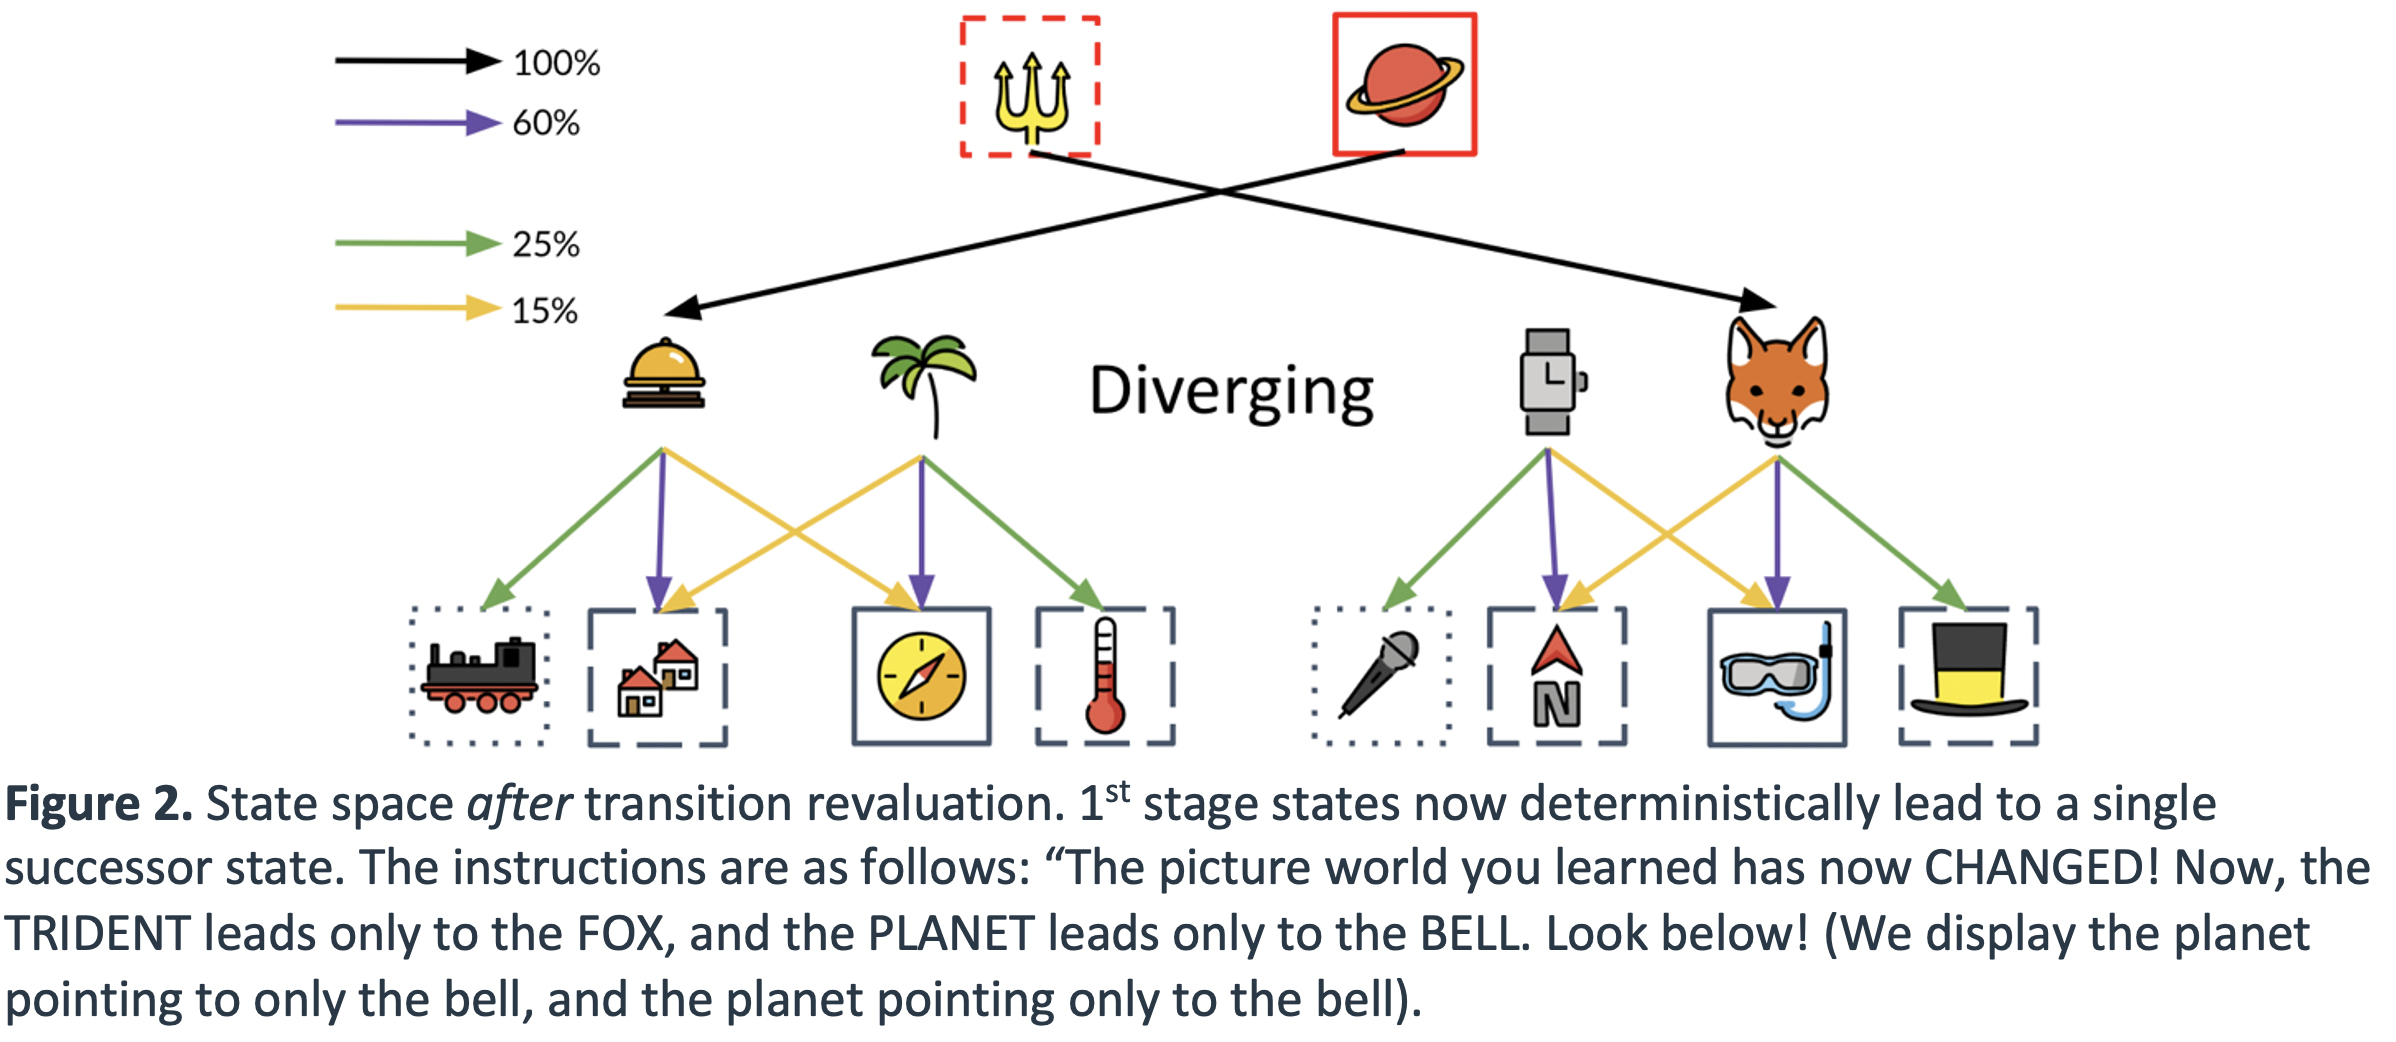 100%
60%
25%
15%
Diverging
N
Figure 2. State space after transition revaluation. 1st stage states now deterministically lead to a single
successor state. The instructions are as follows: “The picture world you learned has now CHANGED! Now, the
TRIDENT leads only to the FOX, and the PLANET leads only to the BELL. Look below! (We display the planet
pointing to only the bell, and the planet pointing only to the bell).